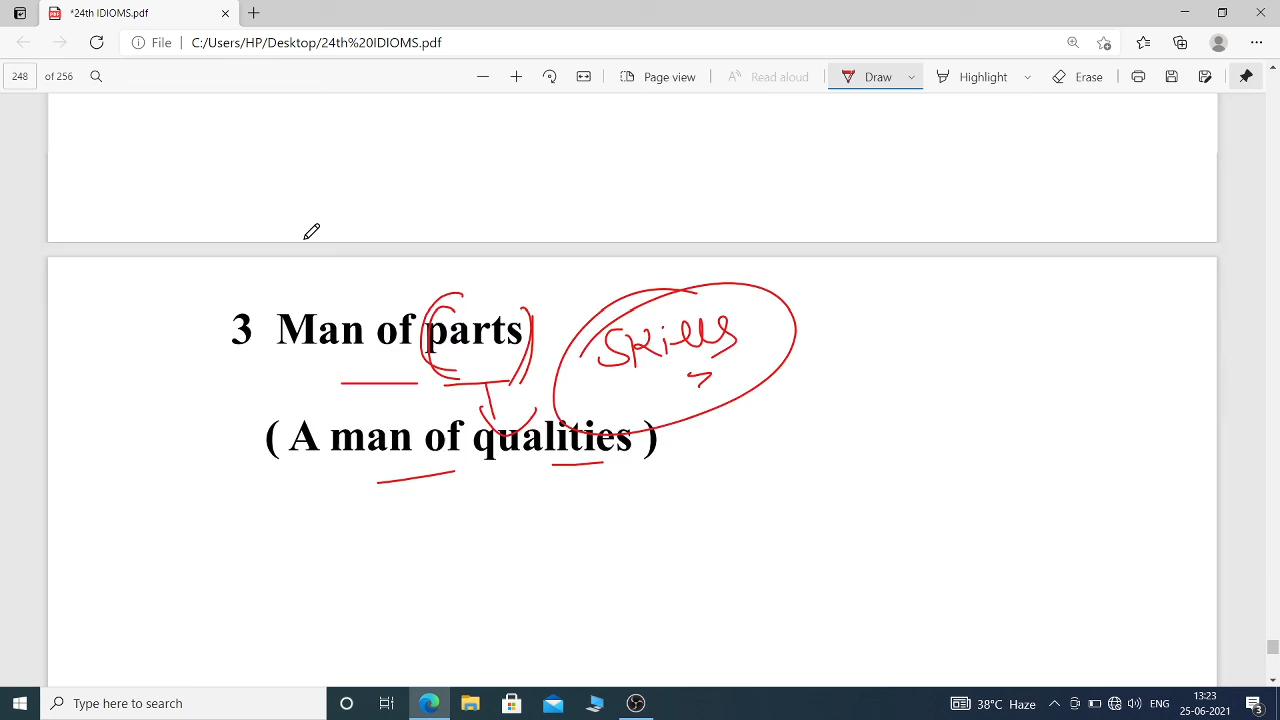 *24th IDIOMS.pdf
File C:/Users/HP/Desktop/24th%20IDIOMS.pdf
248 of 256 Page view Read aloud Draw Highlight Erase
3 Man of parts
Skills
( A man of qualities )
Type here to search
38°C Haze ENG 13:23
25-06-2021
3